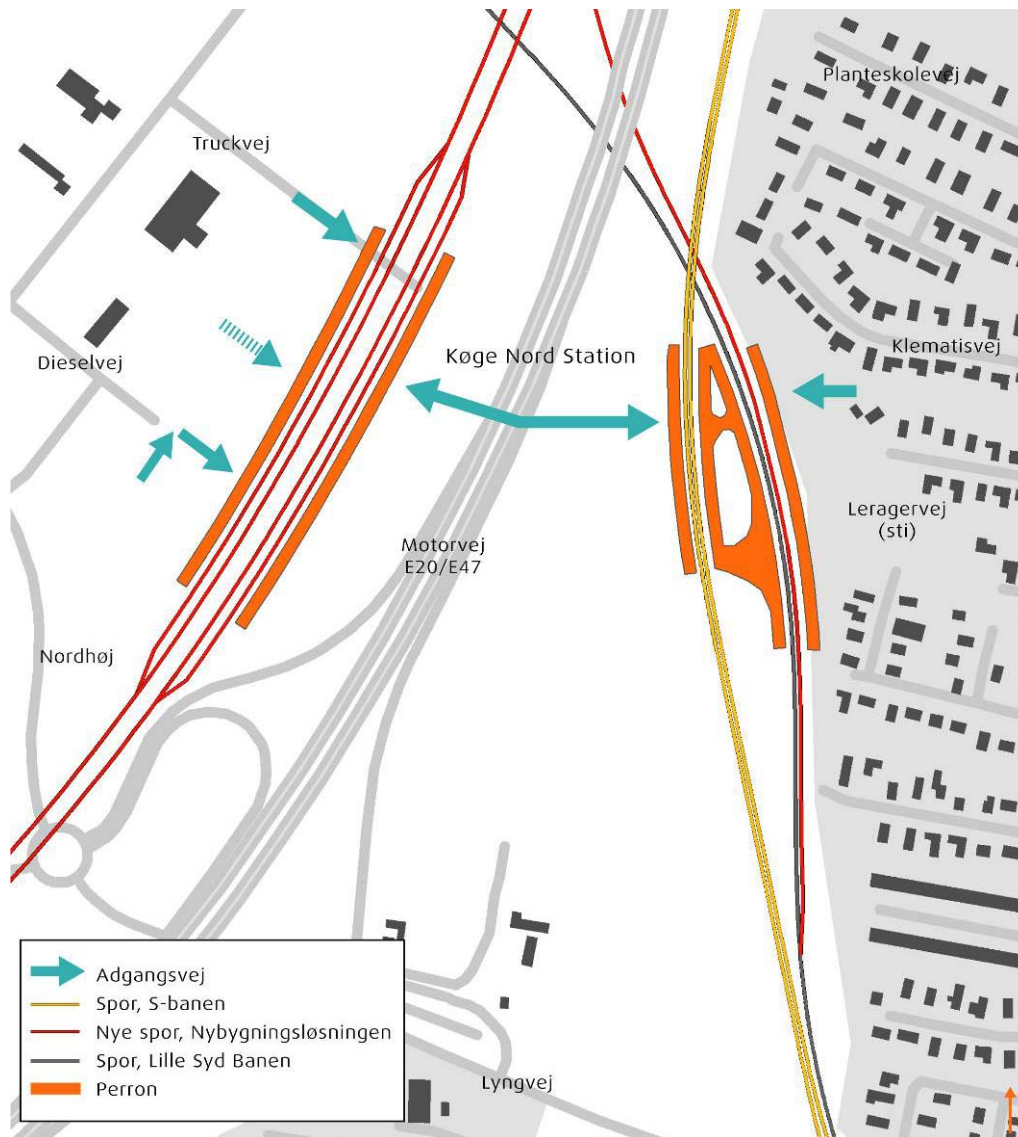 Planteskolevej
Truckvej
Køge Nord Station
Dieselvej
Klematisvej
Leragervej
(sti)
Motorvej
E20/E47
Nordhøj
Adgangsvej
Spor, S-banen
Nye spor, Nybygningsløsningen
Spor, Lille Syd Banen
Perron
Lyngvej